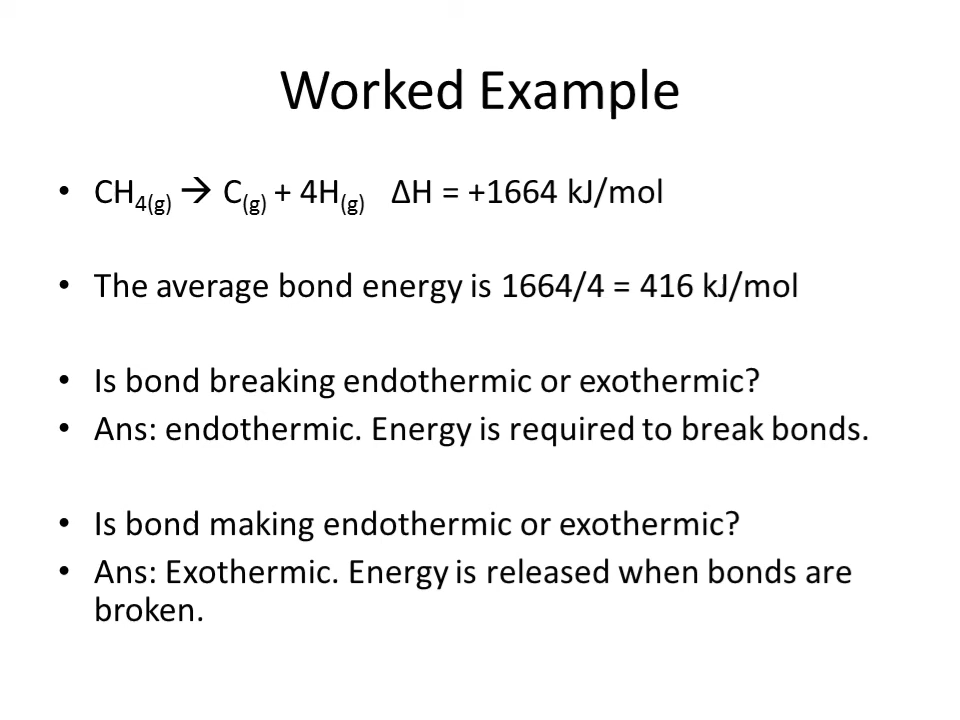 Worked Example
• CH₄₍g₎ → C₍g₎ + 4H₍g₎ ΔH = +1664 kJ/mol
• The average bond energy is 1664/4 = 416 kJ/mol
• Is bond breaking endothermic or exothermic?
• Ans: endothermic. Energy is required to break bonds.
• Is bond making endothermic or exothermic?
• Ans: Exothermic. Energy is released when bonds are
broken.